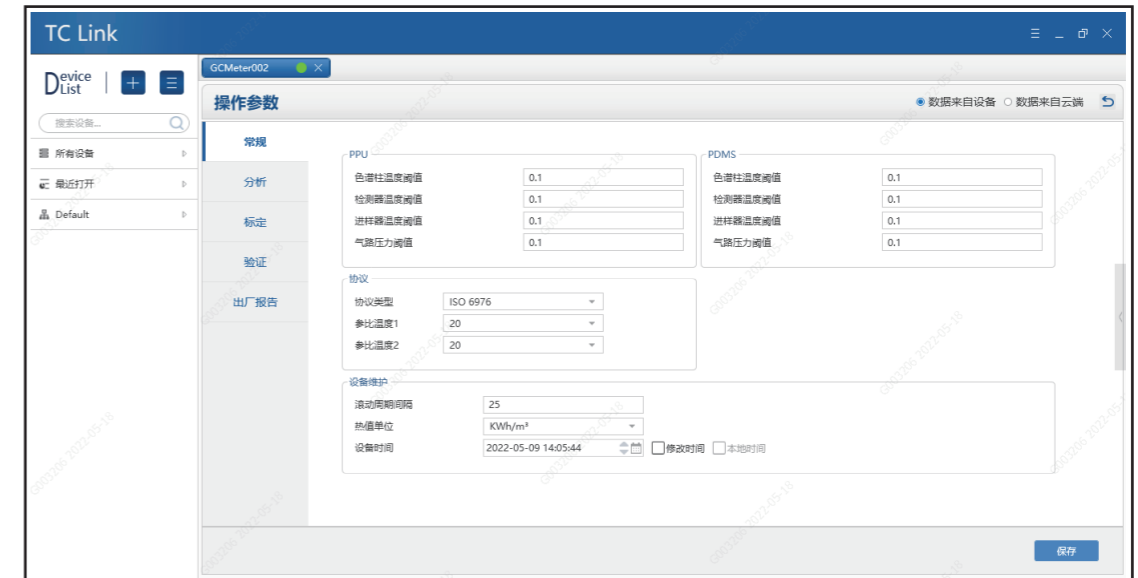 TC Link
Device List
GCMeter002
操作参数
数据来自设备 数据来自云端
搜索设备...
所有设备
最近打开
Default
常规
分析
标定
验证
出厂报告
PPU
色谱柱温度阈值 0.1
检测器温度阈值 0.1
进样器温度阈值 0.1
气路压力阈值 0.1
PDMS
色谱柱温度阈值 0.1
检测器温度阈值 0.1
进样器温度阈值 0.1
气路压力阈值 0.1
协议
协议类型 ISO 6976
参比温度1 20
参比温度2 20
设备维护
滚动周期间隔 25
热值单位 KWh/m³
设备时间 2022-05-09 14:05:44 修改时间 本地时间
保存
G003206 2022-05-18